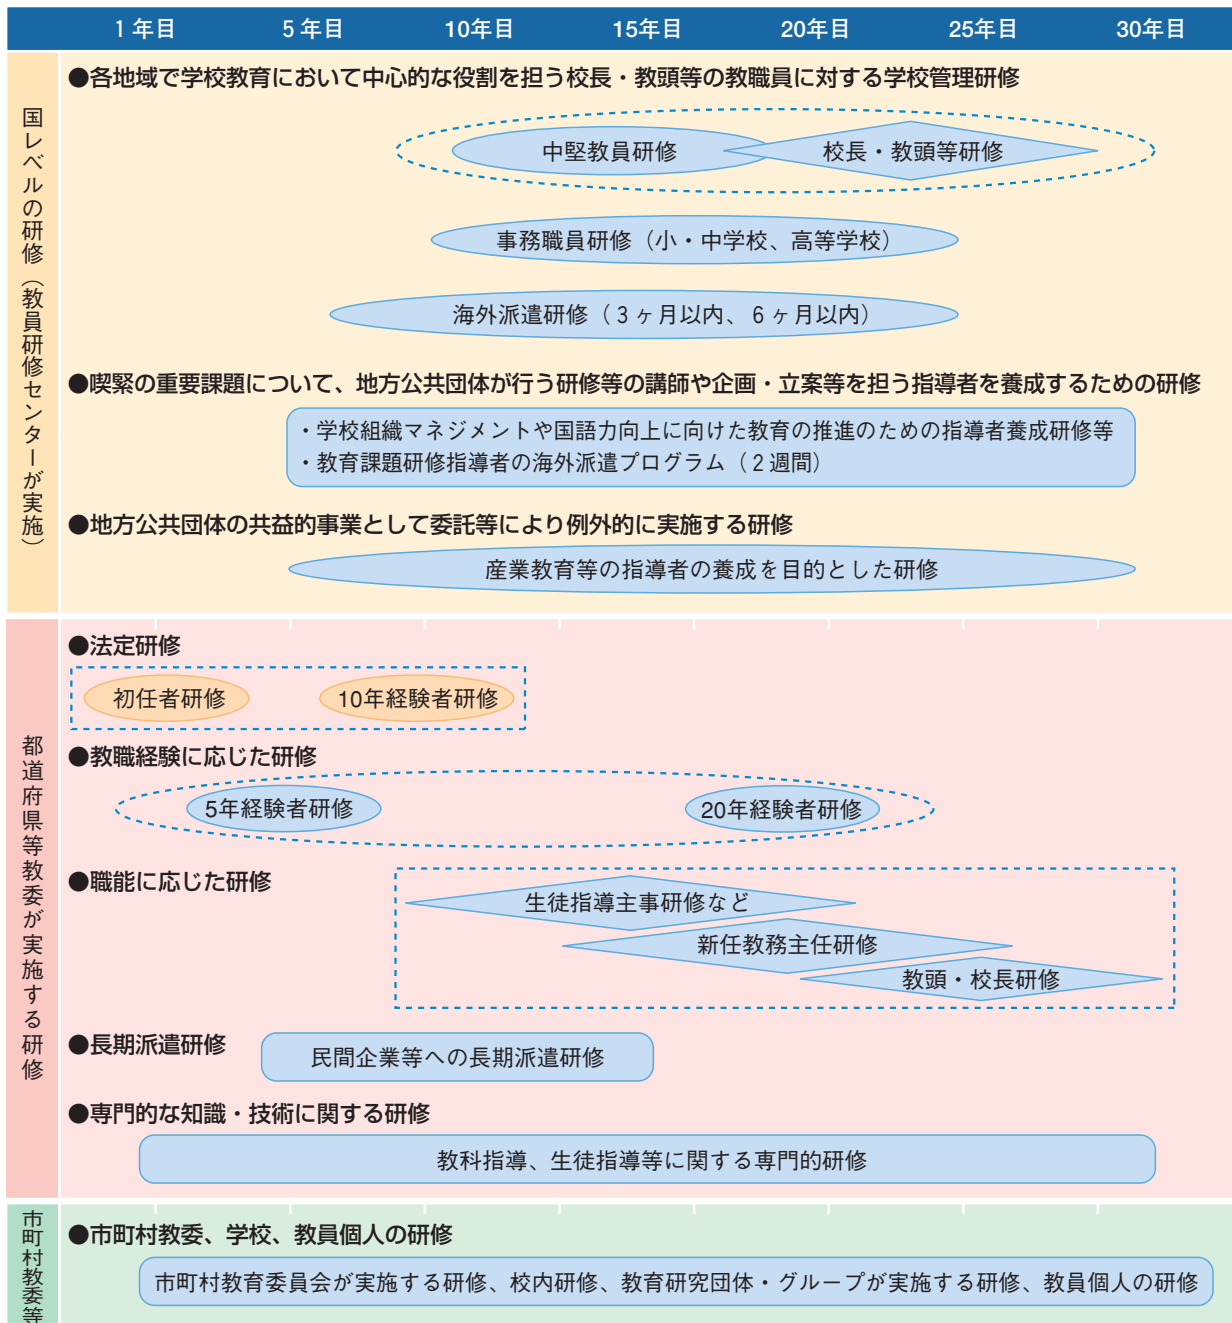 1年目 5年目 10年目 15年目 20年目 25年目 30年目
国レベルの研修（教員研修センターが実施）
●各地域で学校教育において中心的な役割を担う校長・教頭等の教職員に対する学校管理研修
中堅教員研修 校長・教頭等研修
事務職員研修（小・中学校、高等学校）
海外派遣研修（3ヶ月以内、6ヶ月以内）
●喫緊の重要課題について、地方公共団体が行う研修等の講師や企画・立案等を担う指導者を養成するための研修
・学校組織マネジメントや国語力向上に向けた教育の推進のための指導者養成研修等
・教育課題研修指導者の海外派遣プログラム（2週間）
●地方公共団体の共益的事業として委託等により例外的に実施する研修
産業教育等の指導者の養成を目的とした研修
都道府県等教委が実施する研修
●法定研修
初任者研修 10年経験者研修
●教職経験に応じた研修
5年経験者研修 20年経験者研修
●職能に応じた研修
生徒指導主事研修など
新任教務主任研修
教頭・校長研修
●長期派遣研修
民間企業等への長期派遣研修
●専門的な知識・技術に関する研修
教科指導、生徒指導等に関する専門的研修
市町村教委等
●市町村教委、学校、教員個人の研修
市町村教育委員会が実施する研修、校内研修、教育研究団体・グループが実施する研修、教員個人の研修